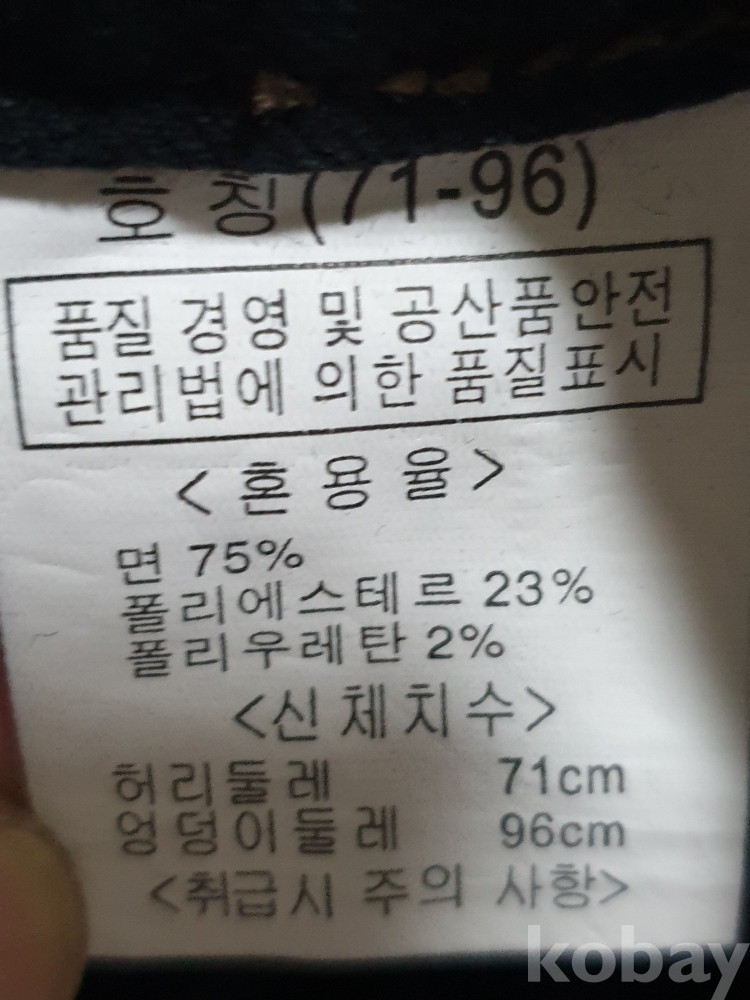 호 칭(71-96)
품질 경영 및 공산품안전
관리법에 의한 품질표시
< 혼 용 율 >
면 75%
폴리에스테르 23%
폴리우레탄 2%
<신 체 치 수>
허리둘레 71cm
엉덩이둘레 96cm
<취급시 주의 사항>
kobay